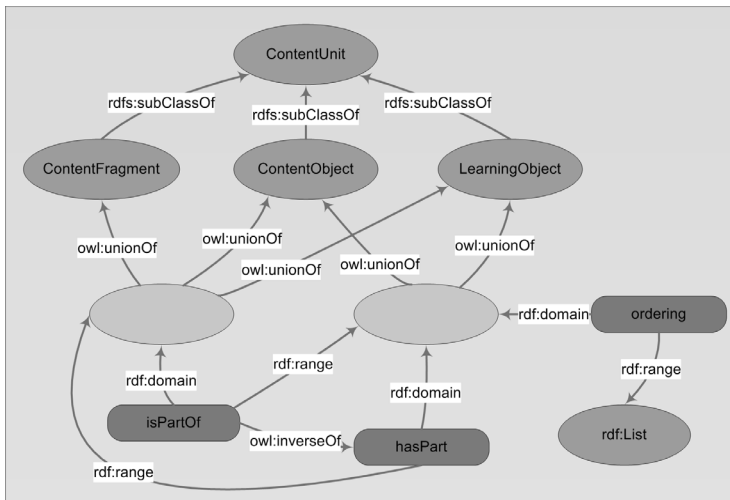 ContentUnit
rdfs:subClassOf
rdfs:subClassOf
rdfs:subClassOf
ContentFragment
ContentObject
LearningObject
owl:unionOf
owl:unionOf
owl:unionOf
owl:unionOf
owl:unionOf
rdf:domain
ordering
rdf:range
rdf:domain
rdf:range
rdf:domain
isPartOf
owl:inverseOf
hasPart
rdf:List
rdf:range